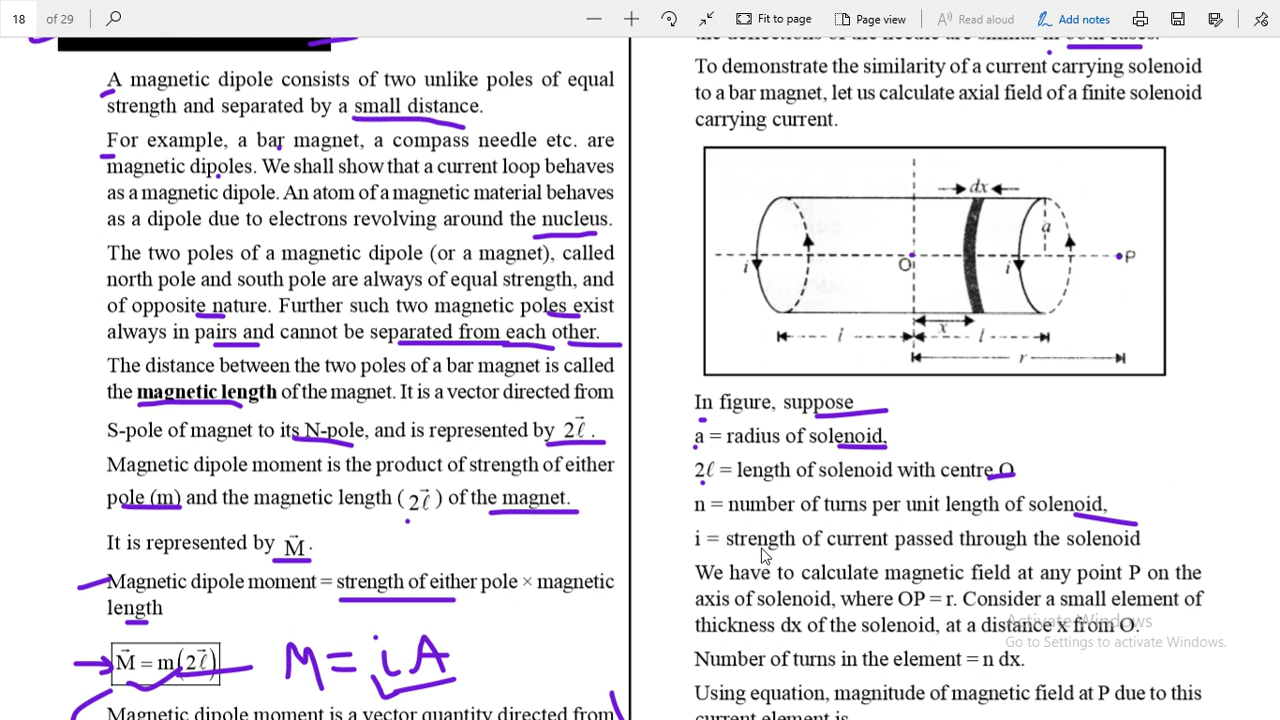 18 of 29 Fit to page Page view Read aloud Add notes
A magnetic dipole consists of two unlike poles of equal
strength and separated by a small distance.
For example, a bar magnet, a compass needle etc. are
magnetic dipoles. We shall show that a current loop behaves
as a magnetic dipole. An atom of a magnetic material behaves
as a dipole due to electrons revolving around the nucleus.
The two poles of a magnetic dipole (or a magnet), called
north pole and south pole are always of equal strength, and
of opposite nature. Further such two magnetic poles exist
always in pairs and cannot be separated from each other.
The distance between the two poles of a bar magnet is called
the magnetic length of the magnet. It is a vector directed from
S-pole of magnet to its N-pole, and is represented by 2ℓ⃗ .
Magnetic dipole moment is the product of strength of either
pole (m) and the magnetic length ( 2ℓ⃗ ) of the magnet.
It is represented by M⃗ .
Magnetic dipole moment = strength of either pole × magnetic
length
M⃗ = m(2ℓ⃗)
M = iA
Magnetic dipole moment is a vector quantity directed from
the deflections of the needle are similar in both cases.
To demonstrate the similarity of a current carrying solenoid
to a bar magnet, let us calculate axial field of a finite solenoid
carrying current.
dx
a
i O i P
x
l l
r
In figure, suppose
a = radius of solenoid,
2ℓ = length of solenoid with centre O
n = number of turns per unit length of solenoid,
i = strength of current passed through the solenoid
We have to calculate magnetic field at any point P on the
axis of solenoid, where OP = r. Consider a small element of
thickness dx of the solenoid, at a distance x from O.
Number of turns in the element = n dx.
Using equation, magnitude of magnetic field at P due to this
current element is
Activate Windows
Go to Settings to activate Windows.